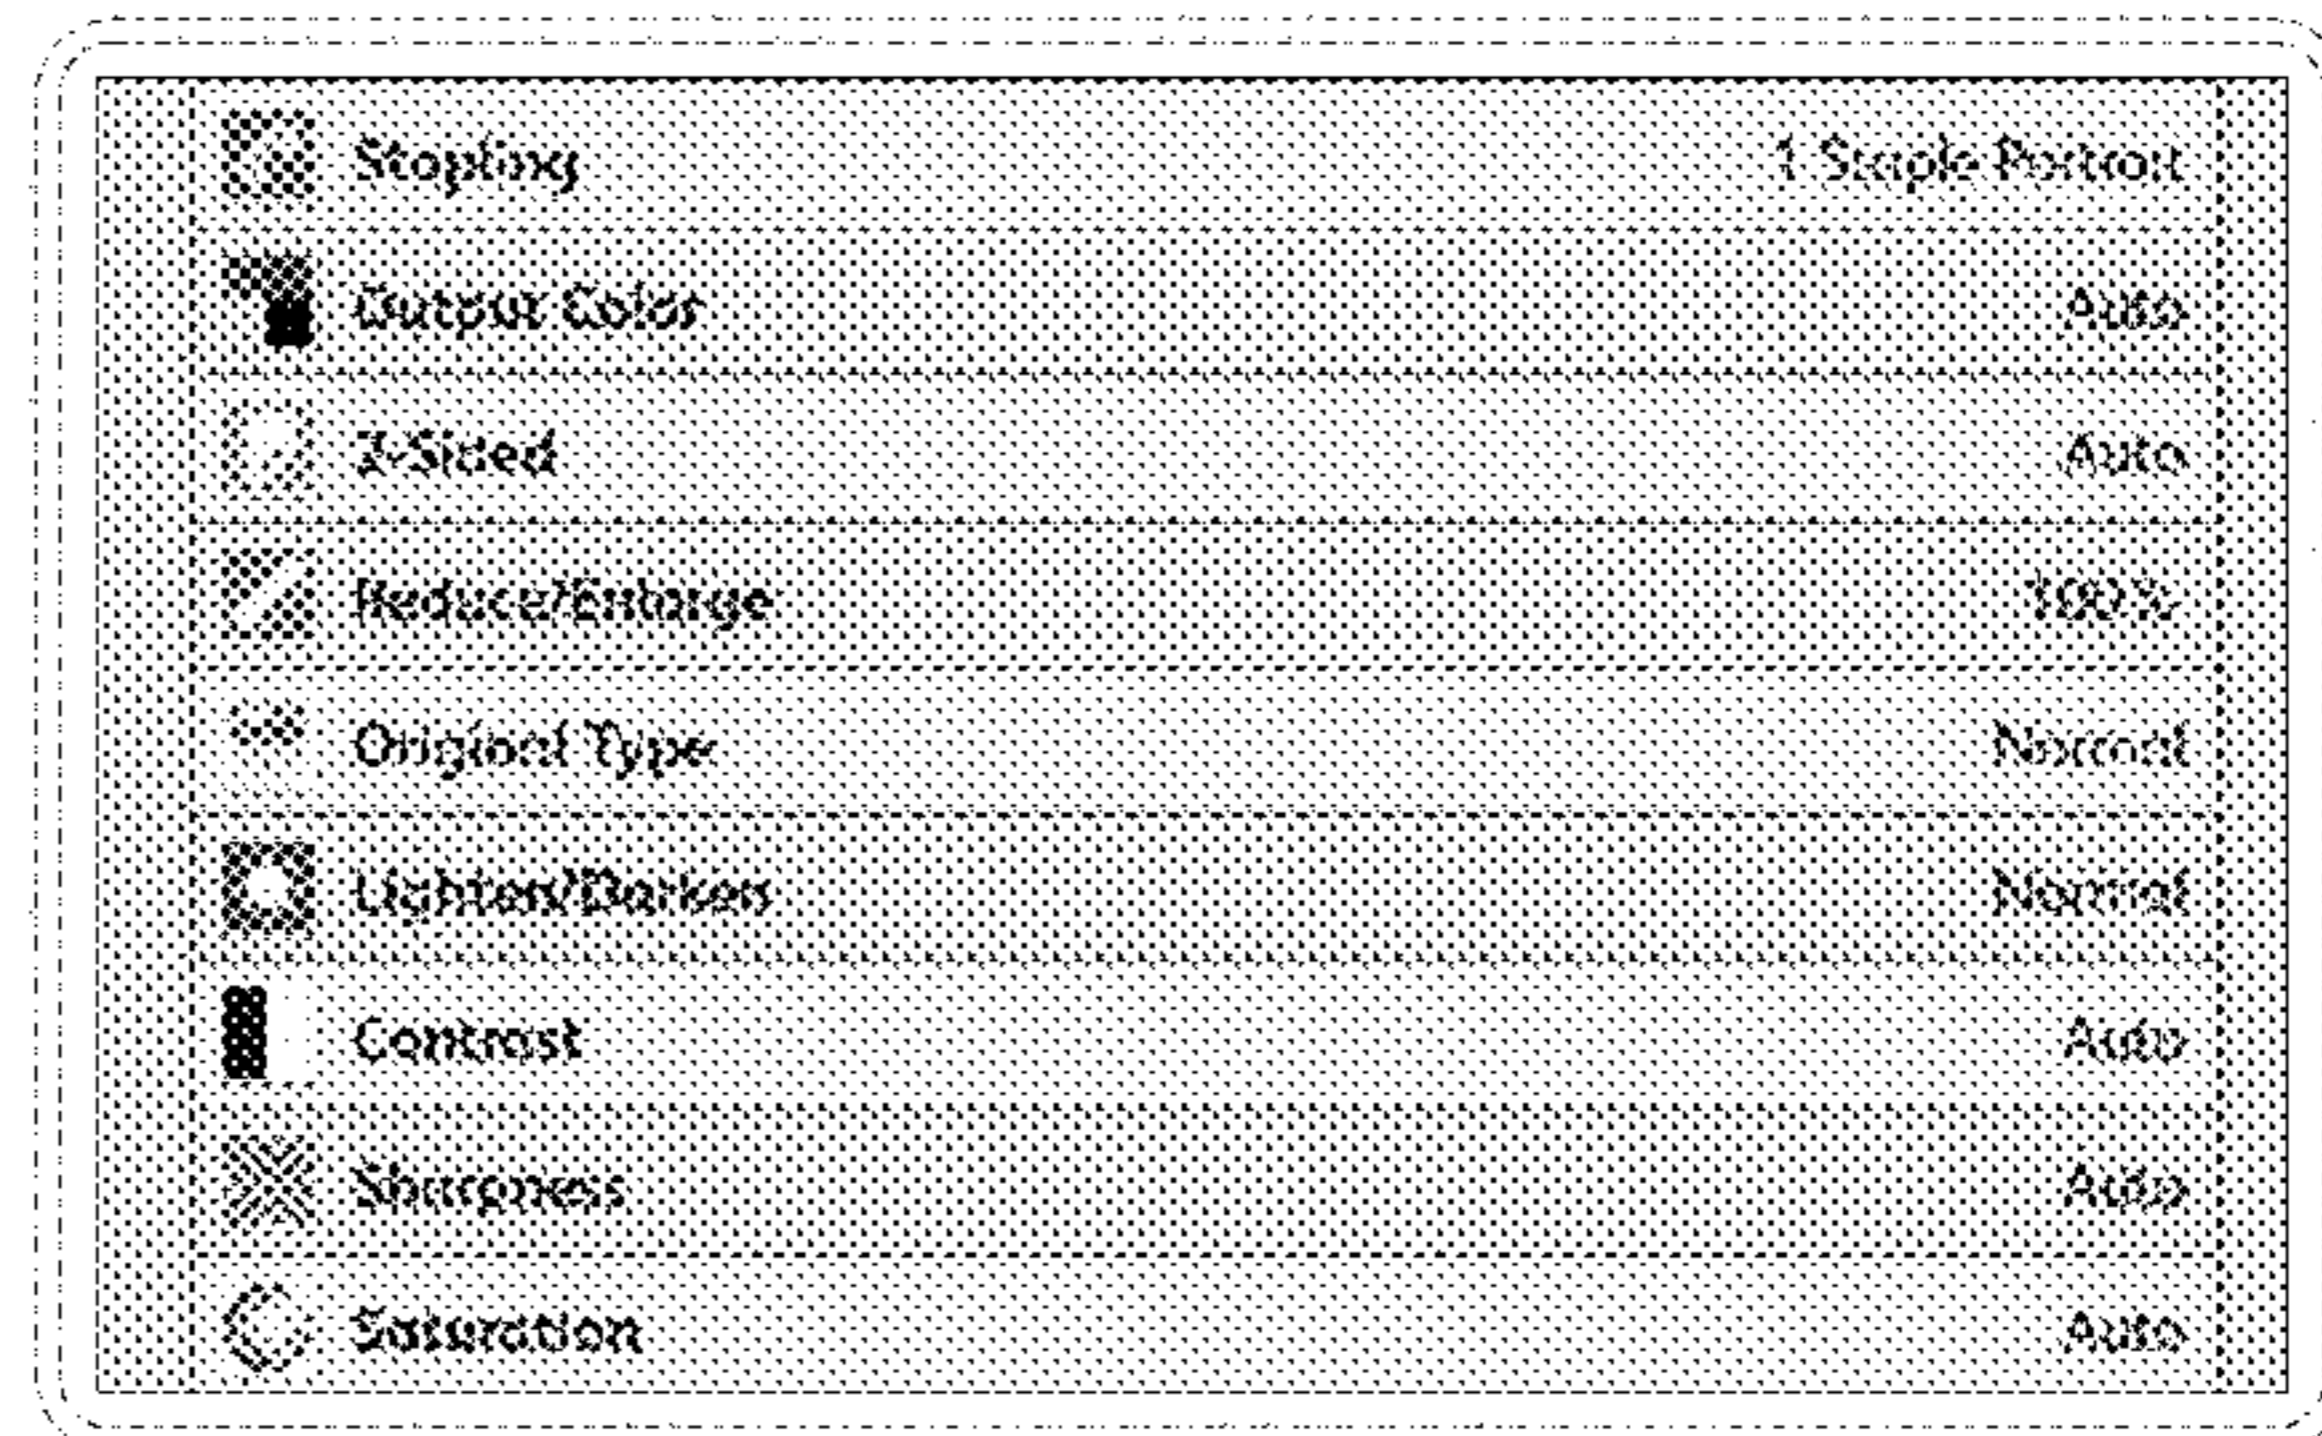 Stapling 1 Staple Portrait
Output Color Auto
2-Sided Auto
Reduce/Enlarge 100%
Original Type Normal
Lighten/Darken Normal
Contrast Auto
Sharpness Auto
Saturation Auto